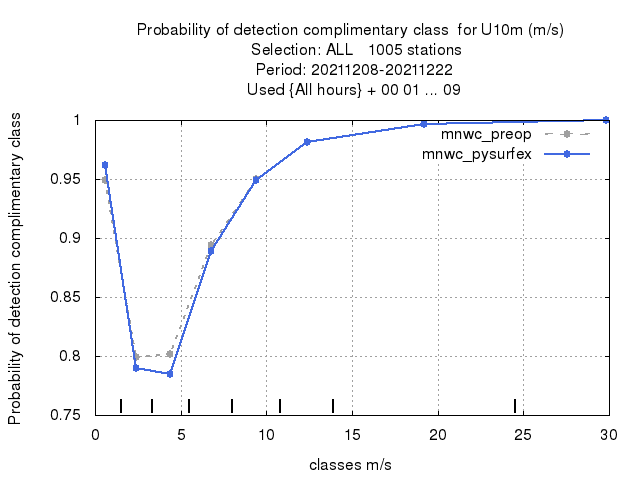 Probability of detection complimentary class  for U10m (m/s)
Selection: ALL   1005 stations
Period: 20211208-20211222
Used {All hours} + 00 01 ... 09
Probability of detection complimentary class
1
0.95
0.9
0.85
0.8
0.75
mnwc_preop
mnwc_pysurfex
0 5 10 15 20 25 30
classes m/s